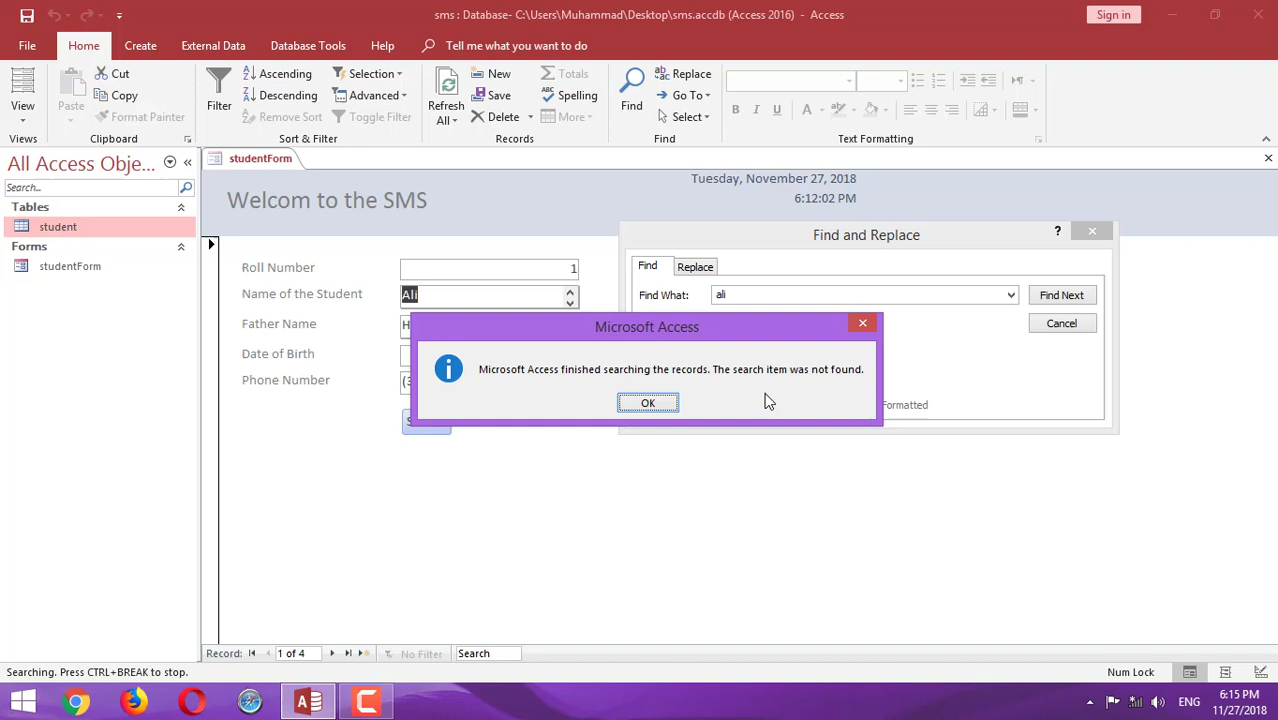 sms : Database- C:\Users\Muhammad\Desktop\sms.accdb (Access 2016) - Access
Sign in
File Home Create External Data Database Tools Help Tell me what you want to do
View
Views
Paste
Cut
Copy
Format Painter
Clipboard
Filter
Ascending
Descending
Remove Sort
Selection
Advanced
Toggle Filter
Sort & Filter
Refresh
All
New
Save
Delete
Totals
Spelling
More
Records
Find
Replace
Go To
Select
Find
B I U
A
Text Formatting
All Access Obje...
Search...
Tables
student
Forms
studentForm
studentForm
Welcom to the SMS
Tuesday, November 27, 2018
6:12:02 PM
Roll Number 1
Name of the Student Ali
Father Name H
Date of Birth
Phone Number (3
S
Find and Replace
?
Find Replace
Find What: ali
Find Next
Cancel
Formatted
Microsoft Access
Microsoft Access finished searching the records. The search item was not found.
OK
Record: 1 of 4 No Filter Search
Searching. Press CTRL+BREAK to stop.
Num Lock
ENG
6:15 PM
11/27/2018